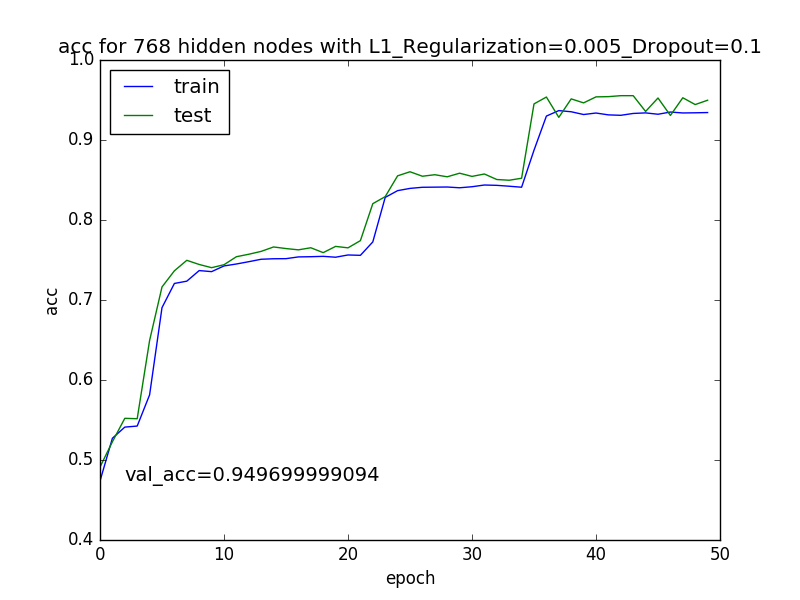 acc for 768 hidden nodes with L1_Regularization=0.005_Dropout=0.1
1.0
train
test
0.9
0.8
0.7
acc
0.6
0.5
val_acc=0.949699999094
0.4
0 10 20 30 40 50
epoch